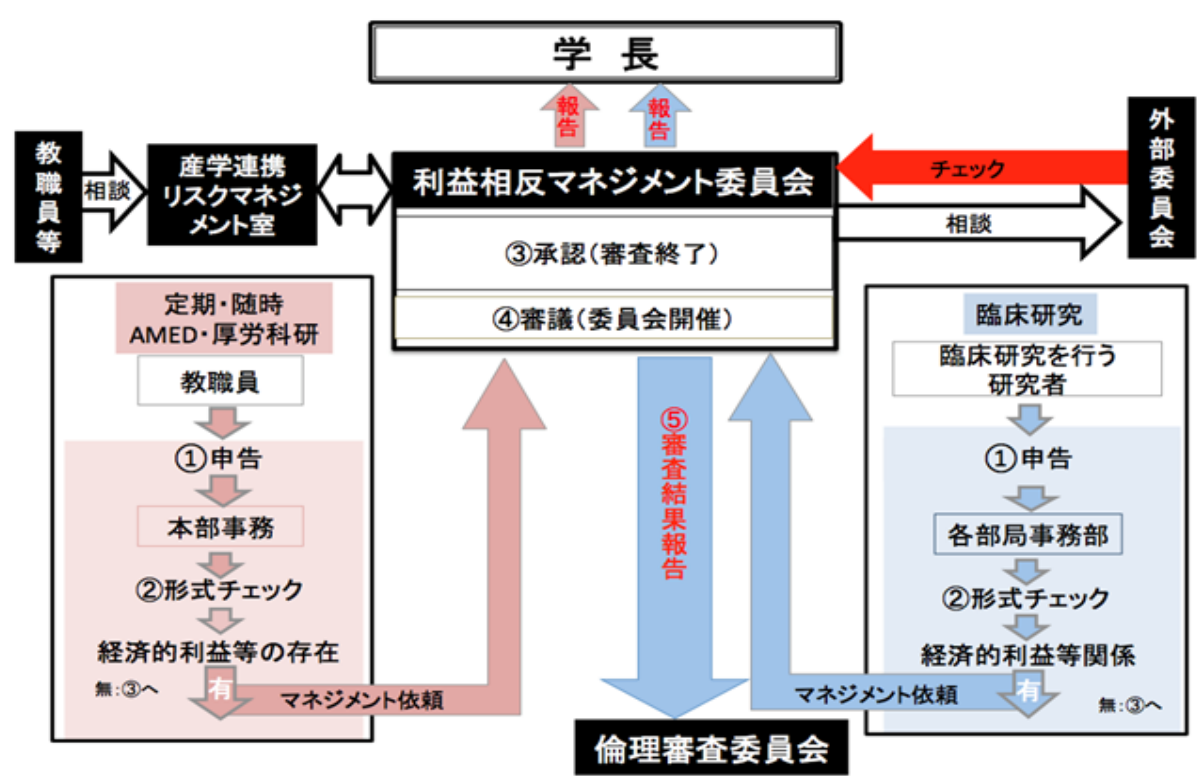 学 長
報告
報告
教職員等
相談
産学連携
リスクマネジ
メント室
利益相反マネジメント委員会
チェック
相談
外部委員会
③承認（審査終了）
④審議（委員会開催）
定期・随時
AMED・厚労科研
教職員
①申告
本部事務
②形式チェック
経済的利益等の存在
無：③へ
有
マネジメント依頼
⑤審査結果報告
倫理審査委員会
臨床研究
臨床研究を行う
研究者
①申告
各部局事務部
②形式チェック
経済的利益等関係
マネジメント依頼
有
無：③へ